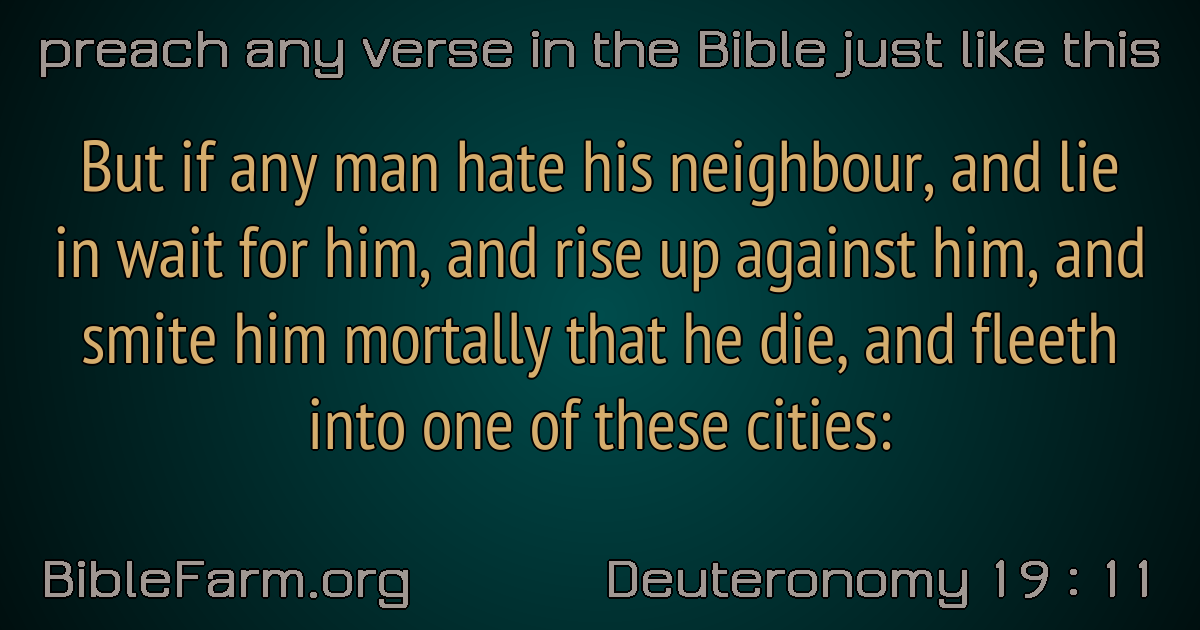 preach any verse in the Bible just like this
But if any man hate his neighbour, and lie
in wait for him, and rise up against him, and
smite him mortally that he die, and fleeth
into one of these cities:
BibleFarm.org
Deuteronomy 19 : 11